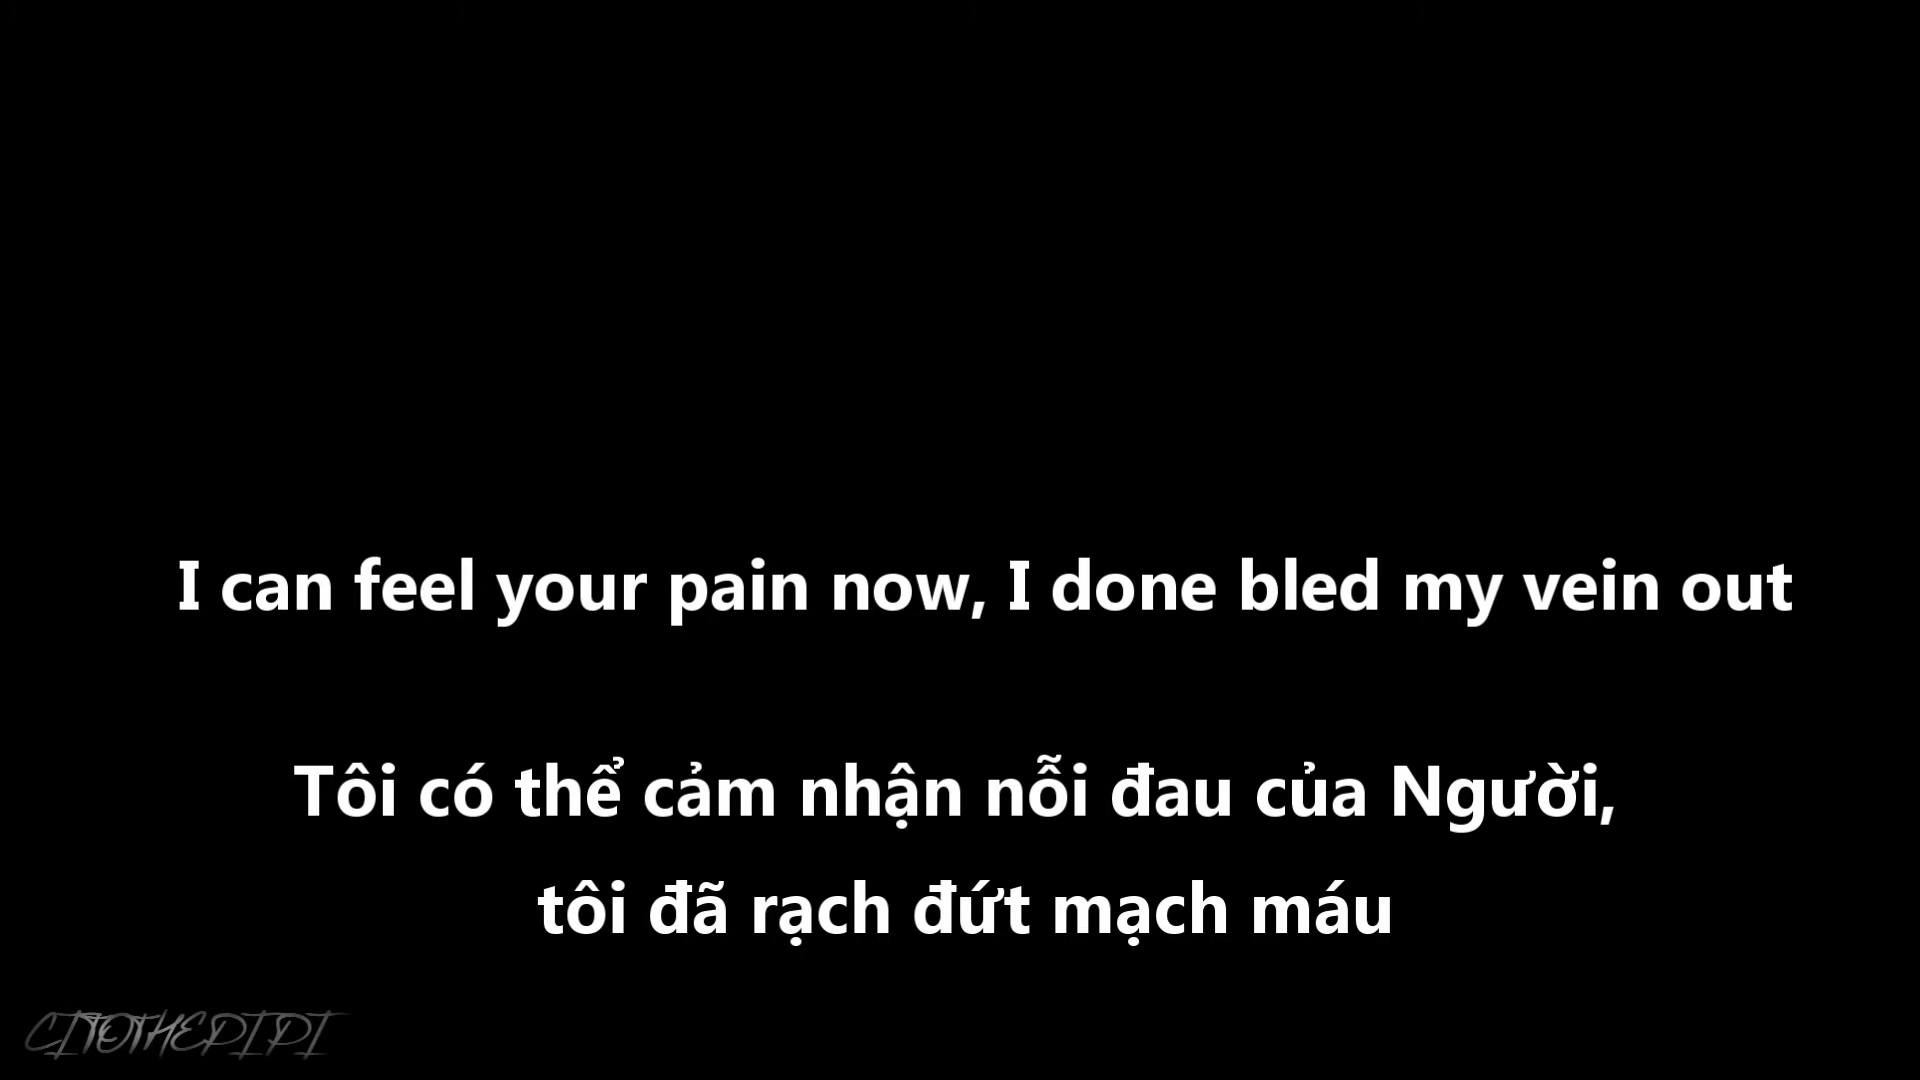 I can feel your pain now, I done bled my vein out
Tôi có thể cảm nhận nỗi đau của Người,
tôi đã rạch đứt mạch máu
CITOTHEPIPI